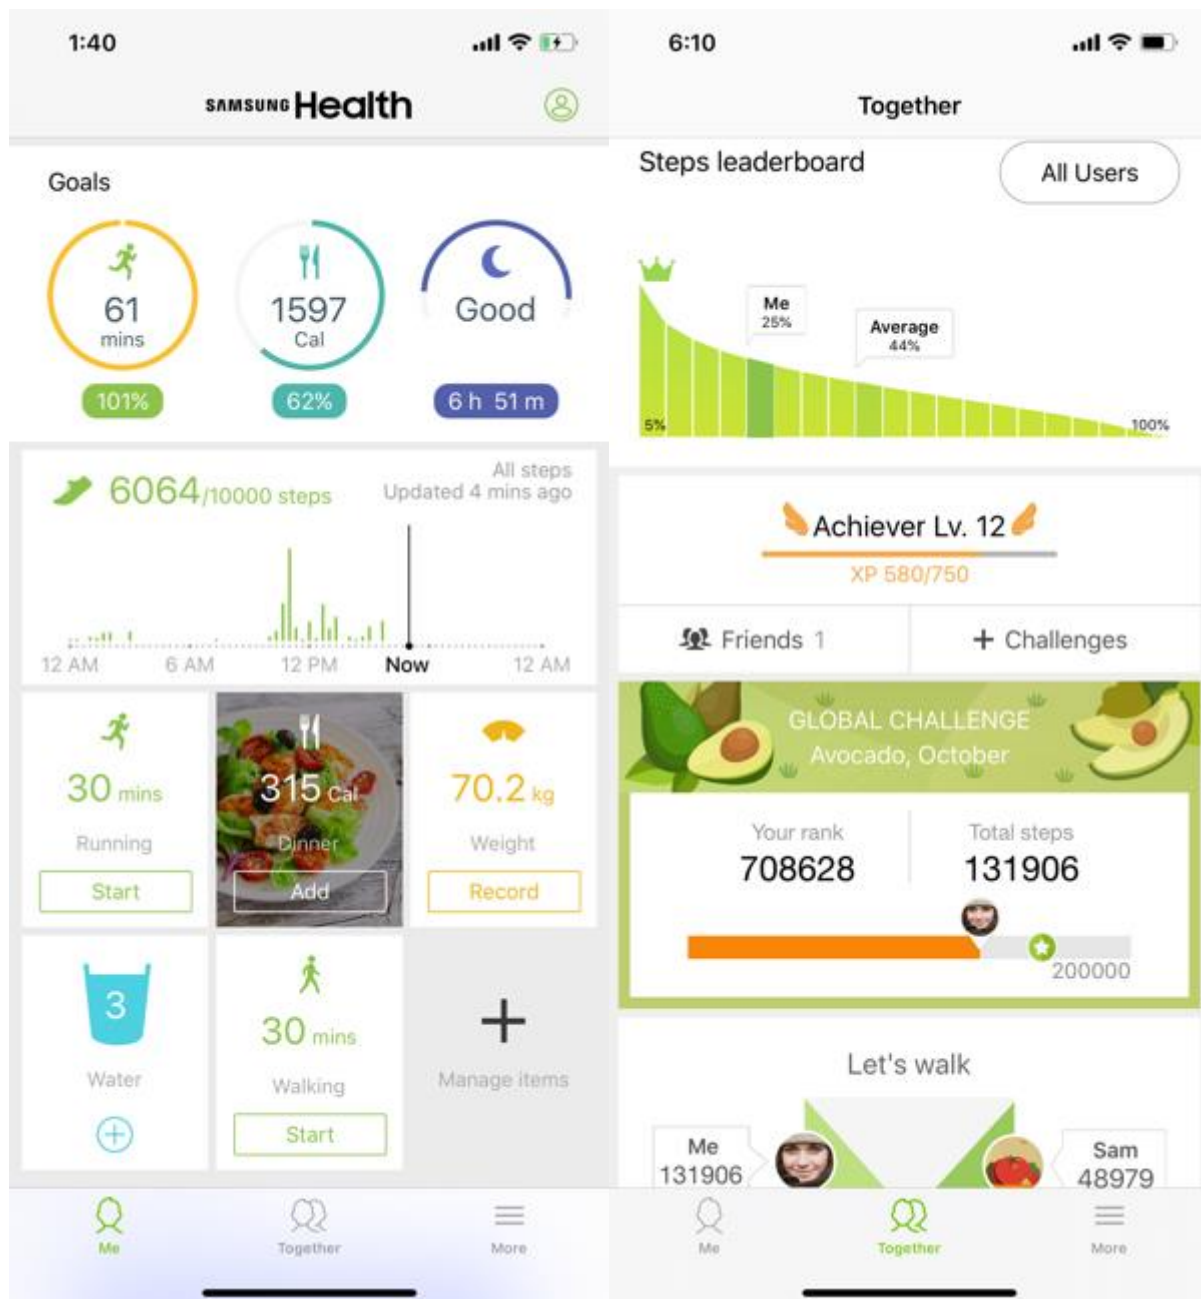 1:40
SAMSUNG Health
Goals
61
mins
101%
1597
Cal
62%
Good
6 h 51 m
6064/10000 steps
All steps
Updated 4 mins ago
12 AM 6 AM 12 PM Now 12 AM
30 mins
Running
Start
315 Cal
Dinner
Add
70.2 kg
Weight
Record
3
Water
30 mins
Walking
Start
Manage items
Me Together More
6:10
Together
Steps leaderboard
All Users
Me
25%
Average
44%
5% 100%
Achiever Lv. 12
XP 580/750
Friends 1
+ Challenges
GLOBAL CHALLENGE
Avocado, October
Your rank
708628
Total steps
131906
200000
Let's walk
Me
131906
Sam
48979
Me Together More